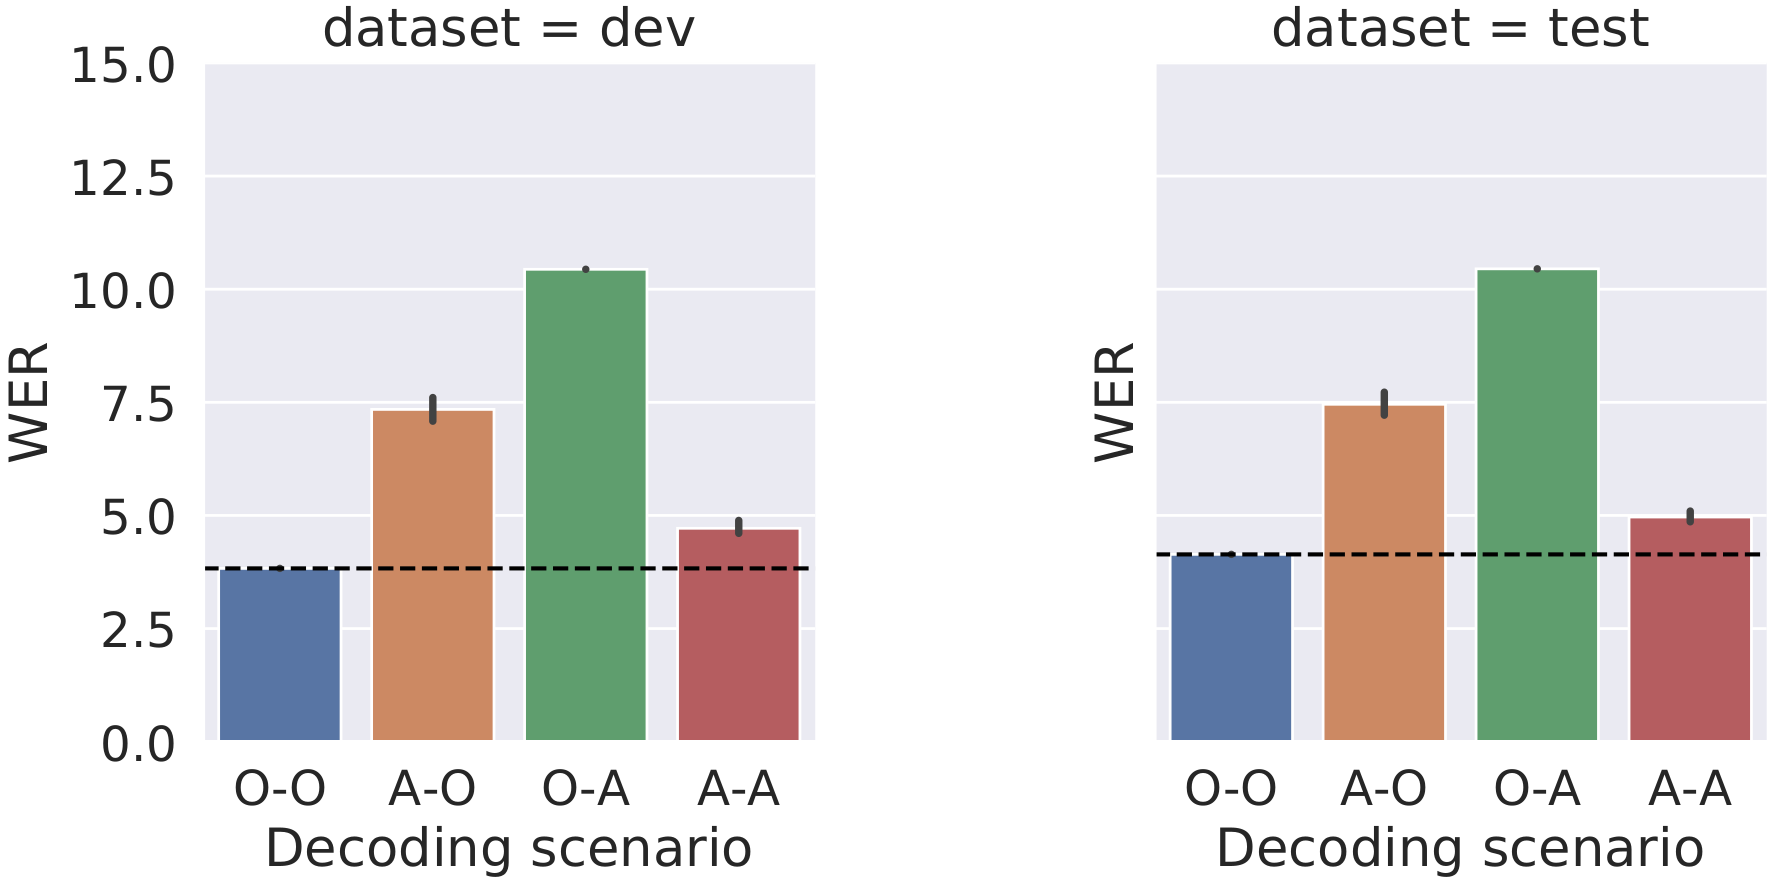 dataset = dev
15.0
12.5
10.0
7.5
5.0
2.5
0.0
WER
O-O A-O O-A A-A
Decoding scenario
dataset = test
WER
O-O A-O O-A A-A
Decoding scenario